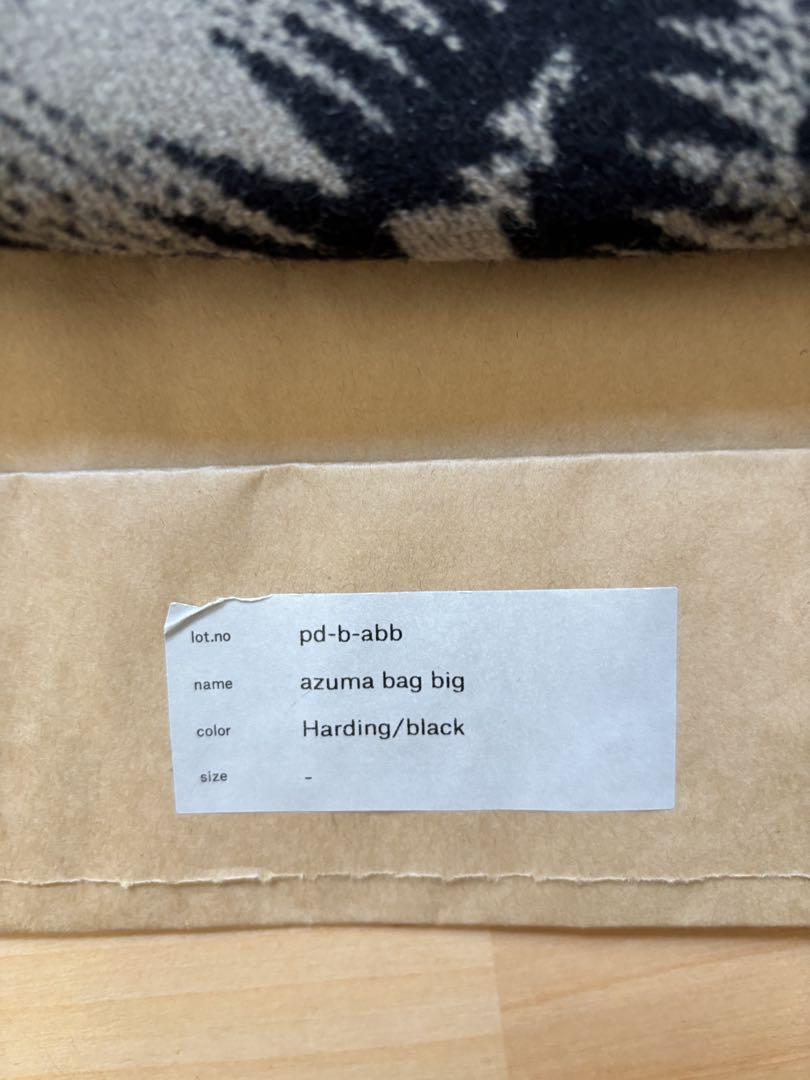 lot.no pd-b-abb
name azuma bag big
color Harding/black
size -